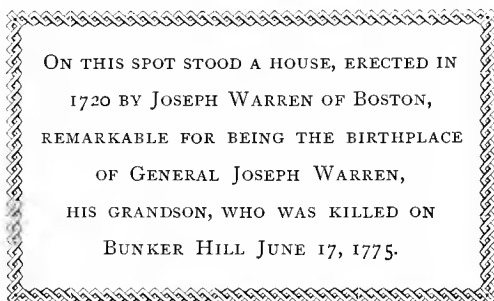 On this spot stood a house, erected in
1720 by Joseph Warren of Boston,
remarkable for being the birthplace
of General Joseph Warren,
his grandson, who was killed on
Bunker Hill June 17, 1775.